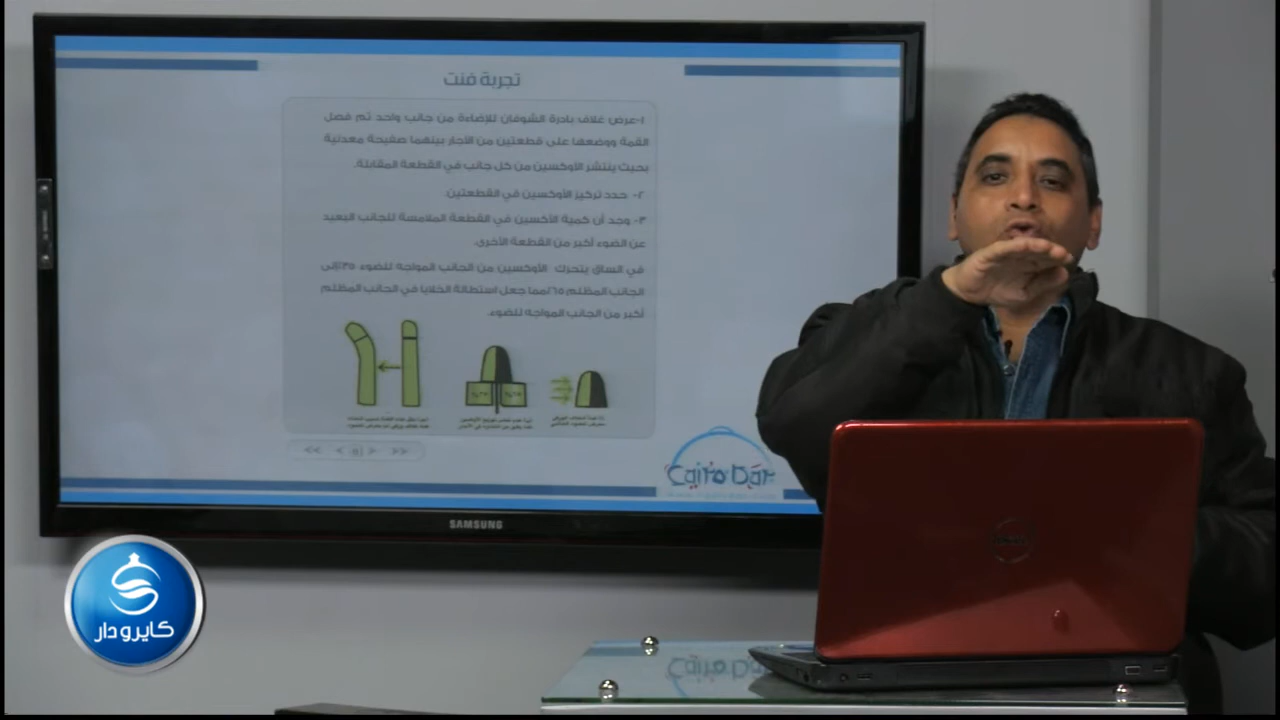 تجربة فنت
١-عرض غلاف بادرة الشوفان للإضاءة من جانب واحد ثم فصل
القمة ووضعها على قطعتين من الآجار بينهما صفيحة معدنية
بحيث ينتشر الأوكسين من كل جانب في القطعة المقابلة.
٢- حدد تركيز الأوكسين في القطعتين.
٣- وجد أن كمية الأكسين في القطعة الملامسة للجانب البعيد
عن الضوء أكبر من القطعة الأخرى.
في الساق يتحرك الأوكسين من الجانب المواجه للضوء ٣٥٪إلى
الجانب المظلم ٦٥٪مما جعل استطالة الخلايا في الجانب المظلم
أكبر من الجانب المواجه للضوء.
<< < > >>
Cairo Dar
SAMSUNG
كايرودار
DELL